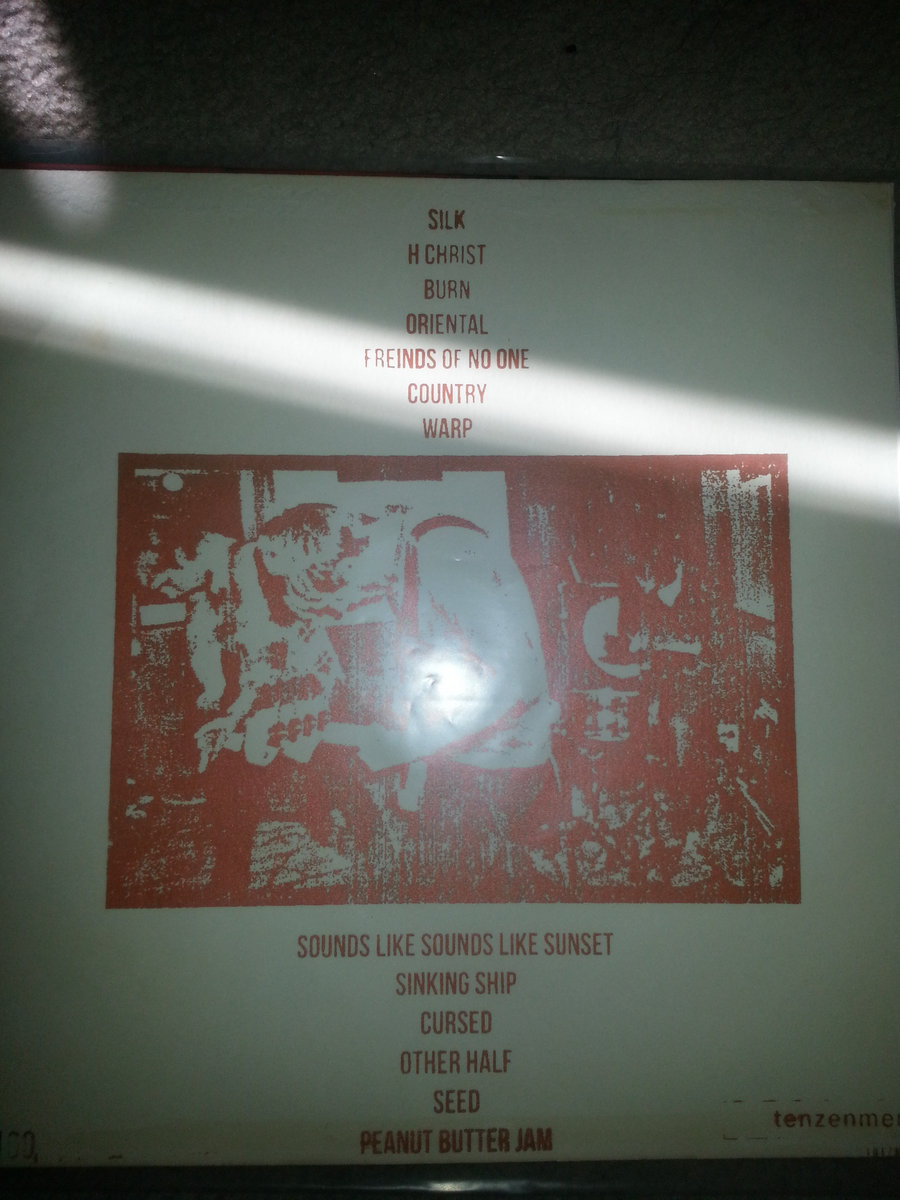 SILK
H CHRIST
BURN
ORIENTAL
FREINDS OF NO ONE
COUNTRY
WARP
SOUNDS LIKE SOUNDS LIKE SUNSET
SINKING SHIP
CURSED
OTHER HALF
SEED
PEANUT BUTTER JAM